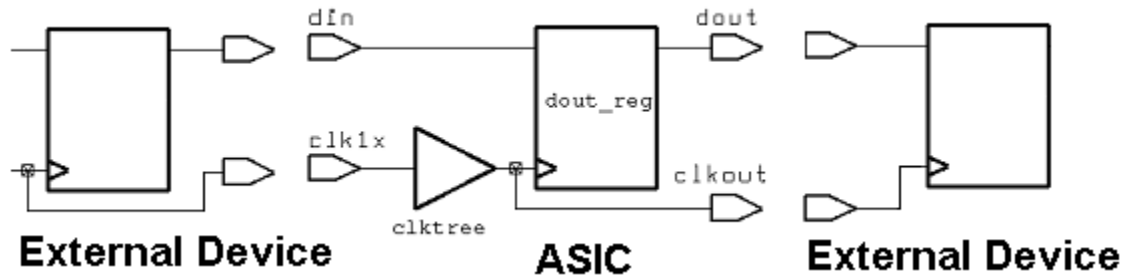 din
dout
dout_reg
clk1x
clkout
clktree
External Device
ASIC
External Device